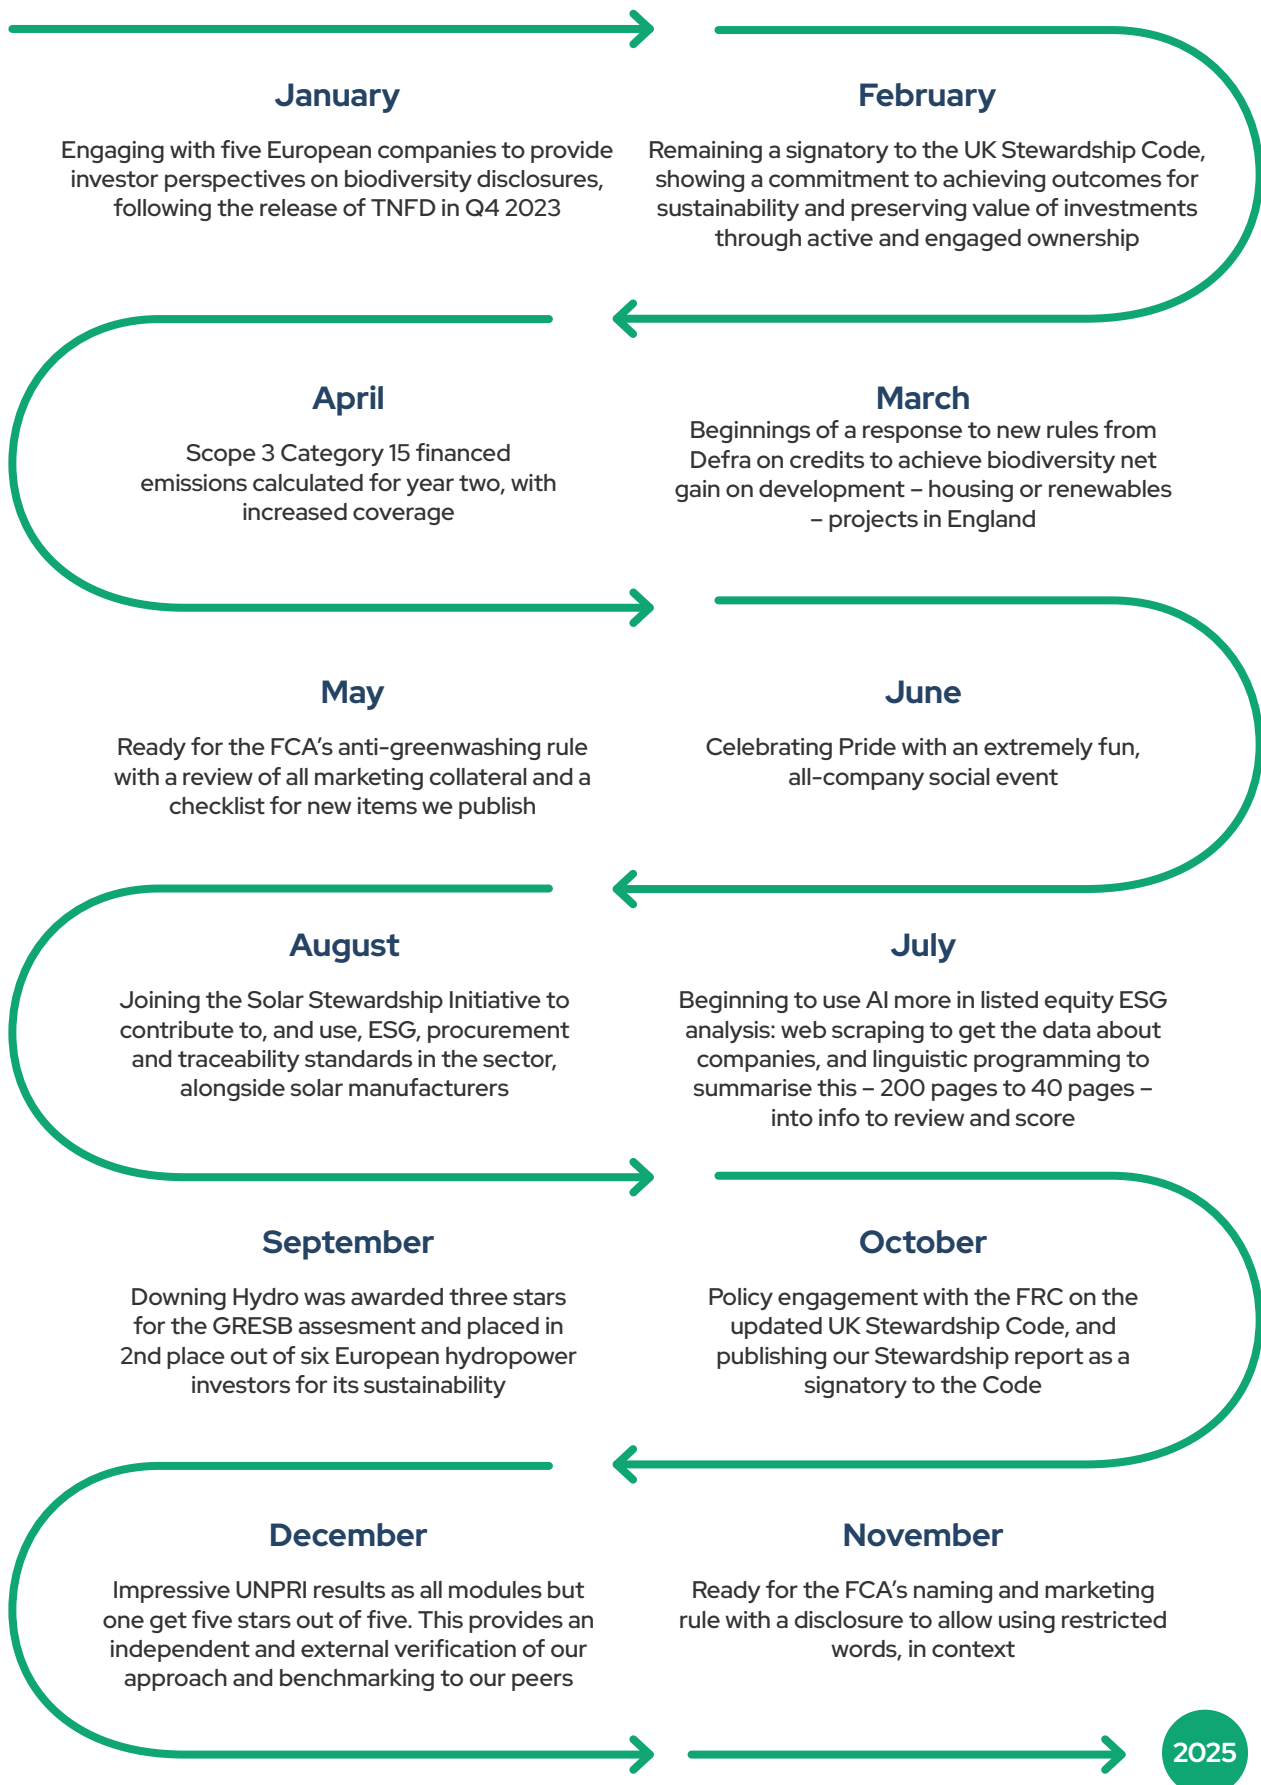 January
Engaging with five European companies to provide
investor perspectives on biodiversity disclosures,
following the release of TNFD in Q4 2023
February
Remaining a signatory to the UK Stewardship Code,
showing a commitment to achieving outcomes for
sustainability and preserving value of investments
through active and engaged ownership
March
Beginnings of a response to new rules from
Defra on credits to achieve biodiversity net
gain on development – housing or renewables
– projects in England
April
Scope 3 Category 15 financed
emissions calculated for year two, with
increased coverage
May
Ready for the FCA’s anti-greenwashing rule
with a review of all marketing collateral and a
checklist for new items we publish
June
Celebrating Pride with an extremely fun,
all-company social event
July
Beginning to use AI more in listed equity ESG
analysis: web scraping to get the data about
companies, and linguistic programming to
summarise this – 200 pages to 40 pages –
into info to review and score
August
Joining the Solar Stewardship Initiative to
contribute to, and use, ESG, procurement
and traceability standards in the sector,
alongside solar manufacturers
September
Downing Hydro was awarded three stars
for the GRESB assesment and placed in
2nd place out of six European hydropower
investors for its sustainability
October
Policy engagement with the FRC on the
updated UK Stewardship Code, and
publishing our Stewardship report as a
signatory to the Code
November
Ready for the FCA’s naming and marketing
rule with a disclosure to allow using restricted
words, in context
December
Impressive UNPRI results as all modules but
one get five stars out of five. This provides an
independent and external verification of our
approach and benchmarking to our peers
2025